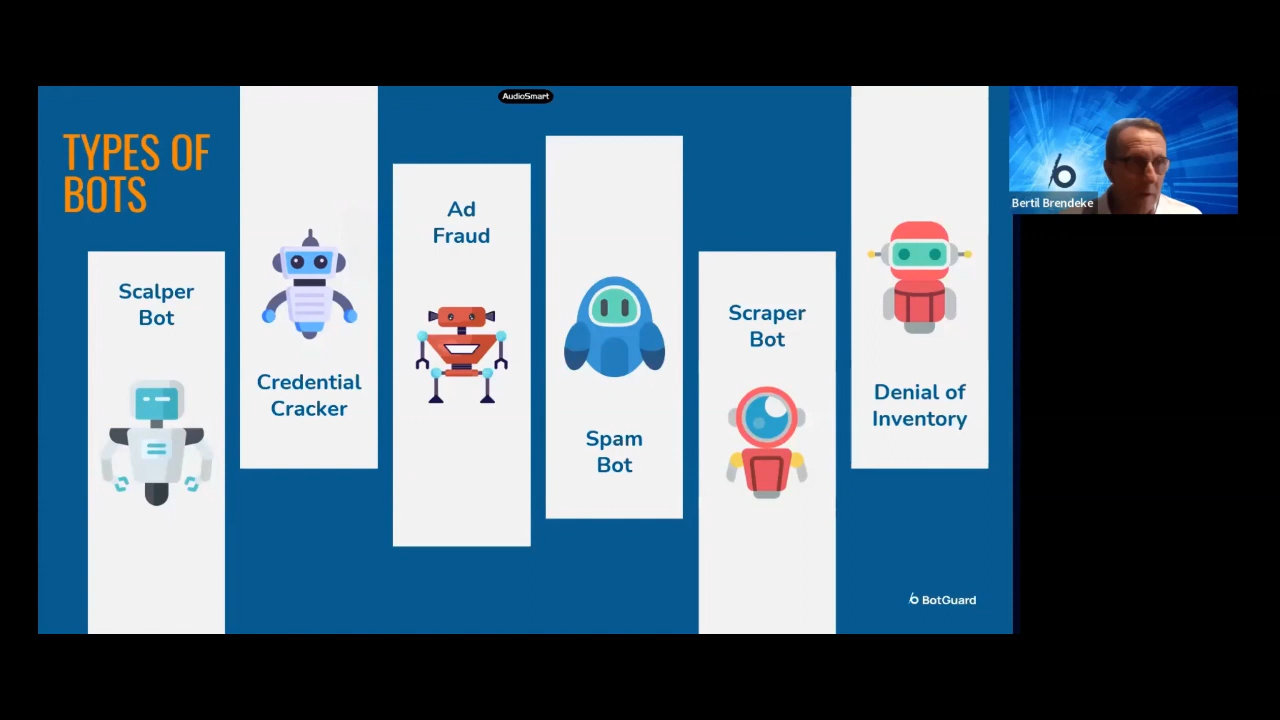 AudioSmart
TYPES OF
BOTS
Scalper
Bot
Credential
Cracker
Ad
Fraud
Spam
Bot
Scraper
Bot
Denial of
Inventory
BotGuard
Bertil Brendeke